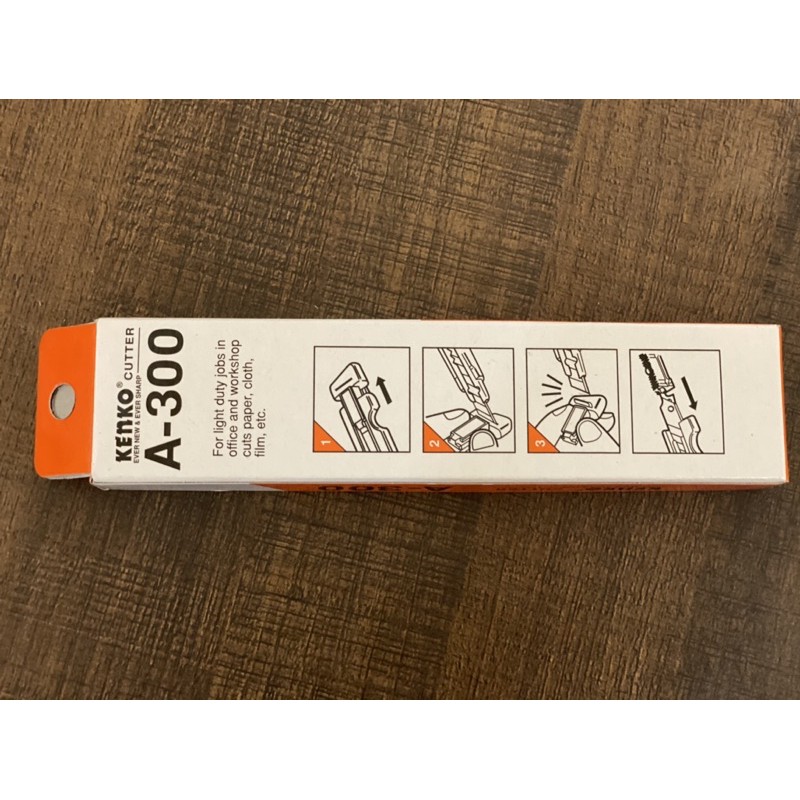 KENKO® CUTTER
EVER NEW & EVER SHARP
A-300
For light duty jobs in
office and workshop
cuts paper, cloth,
film, etc.
1
2
3
A-300